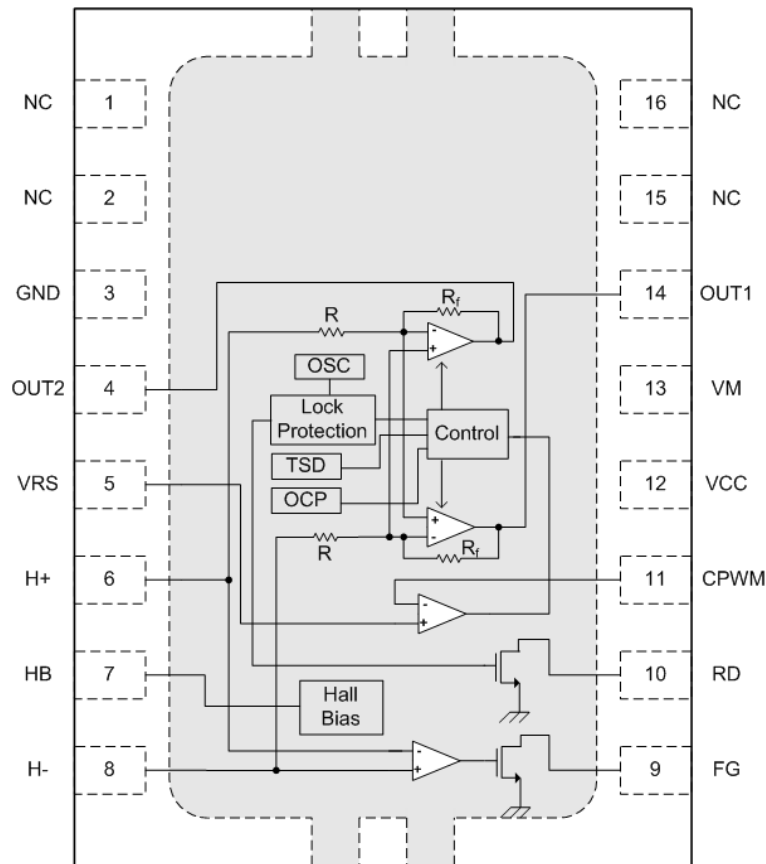 NC 1 16 NC
NC 2 15 NC
GND 3 14 OUT1
R Rf
- +
OSC
OUT2 4 13 VM
Lock
Protection
Control
TSD
VRS 5 12 VCC
OCP
+ -
R Rf
H+ 6 11 CPWM
- +
HB 7 10 RD
Hall
Bias
- +
H- 8 9 FG